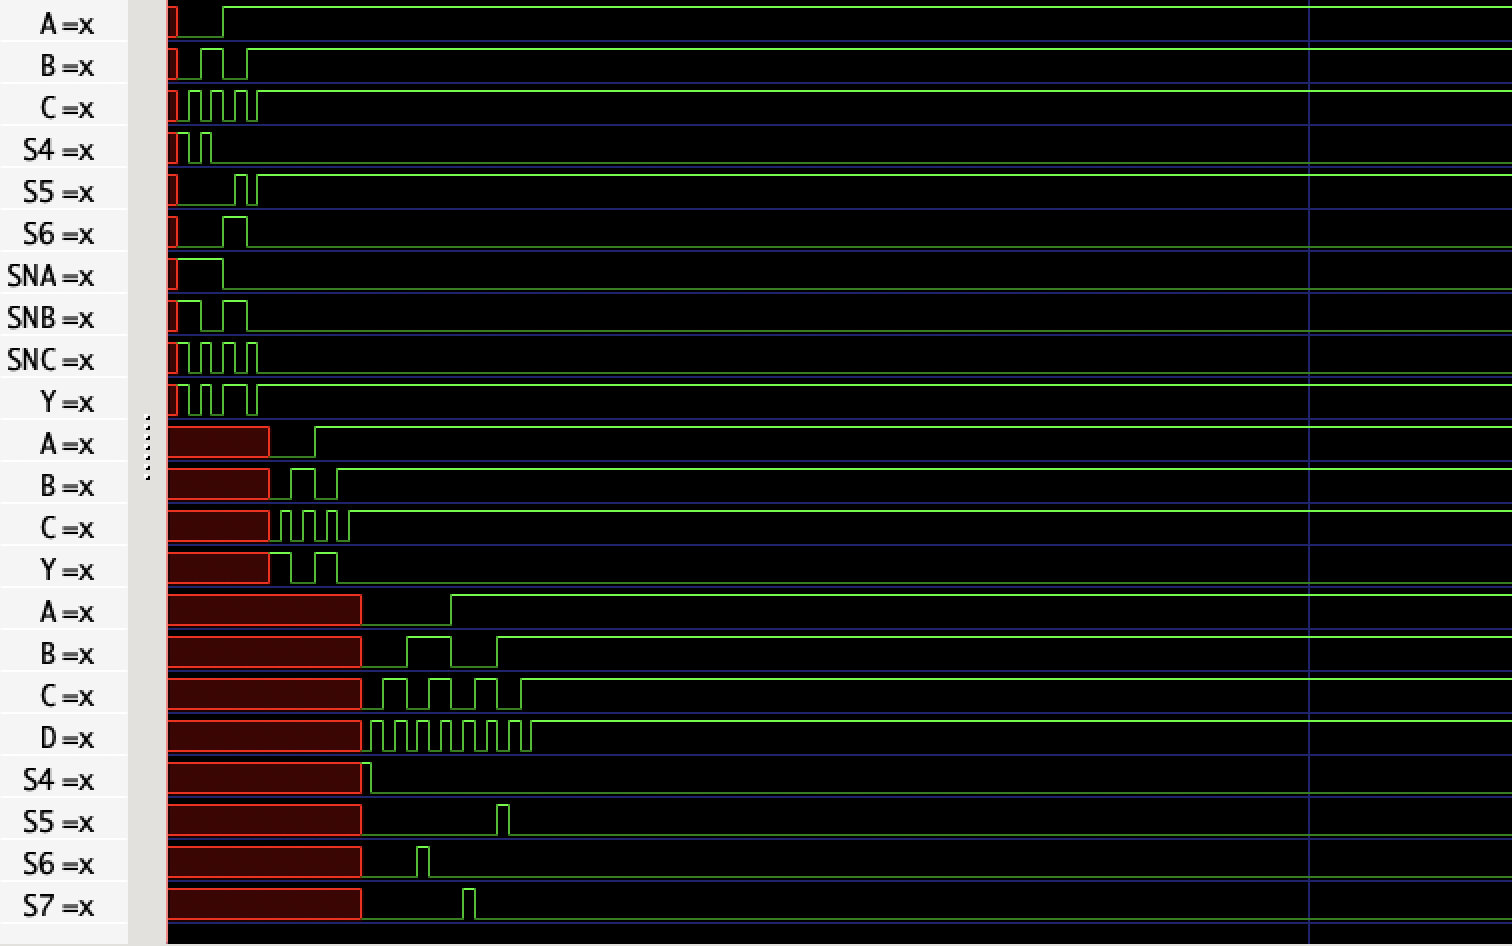 A =x
B =x
C =x
S4 =x
S5 =x
S6 =x
SNA =x
SNB =x
SNC =x
Y =x
A =x
B =x
C =x
Y =x
A =x
B =x
C =x
D =x
S4 =x
S5 =x
S6 =x
S7 =x